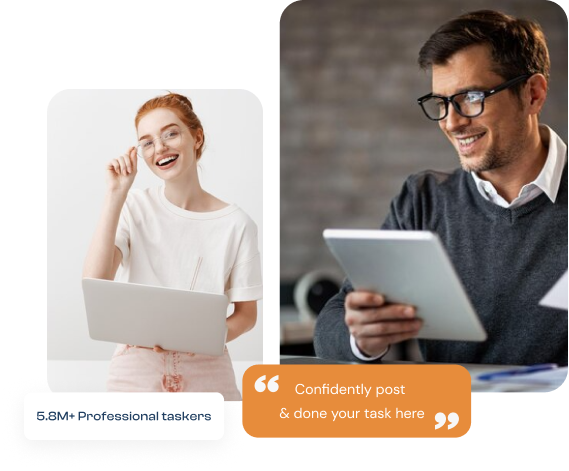 5.8M+ Professional taskers
Confidently post
& done your task here